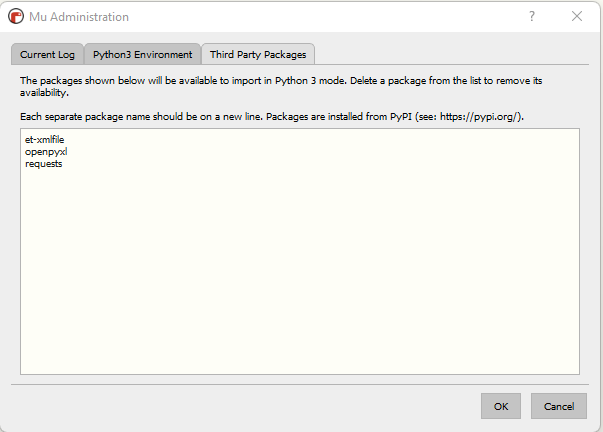 Mu Administration
?
Current Log
Python3 Environment
Third Party Packages
The packages shown below will be available to import in Python 3 mode. Delete a package from the list to remove its
availability.
Each separate package name should be on a new line. Packages are installed from PyPI (see: https://pypi.org/).
et-xmlfile
openpyxl
requests
OK
Cancel